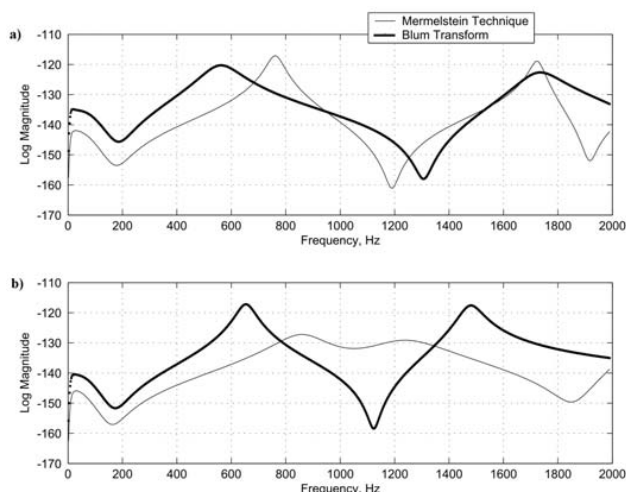 Mermelstein Technique
Blum Transform
a)
-110
-120
-130
-140
-150
-160
-170
Log Magnitude
0 200 400 600 800 1000 1200 1400 1600 1800 2000
Frequency, Hz
b)
-110
-120
-130
-140
-150
-160
-170
Log Magnitude
0 200 400 600 800 1000 1200 1400 1600 1800 2000
Frequency, Hz